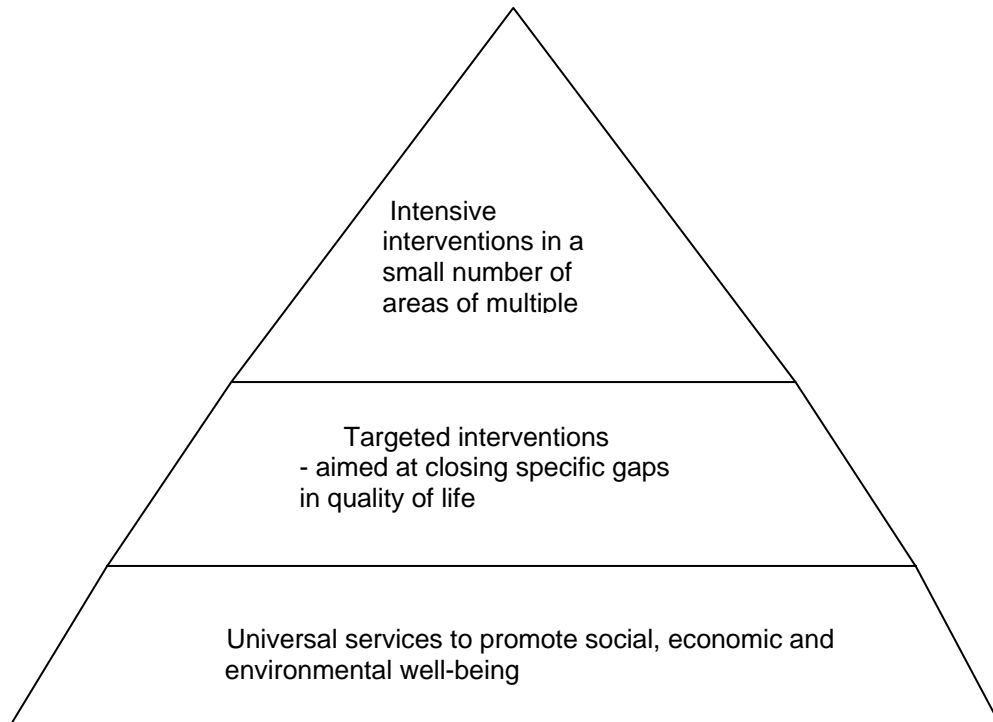 Intensive
interventions in a
small number of
areas of multiple
Targeted interventions
- aimed at closing specific gaps
in quality of life
Universal services to promote social, economic and
environmental well-being